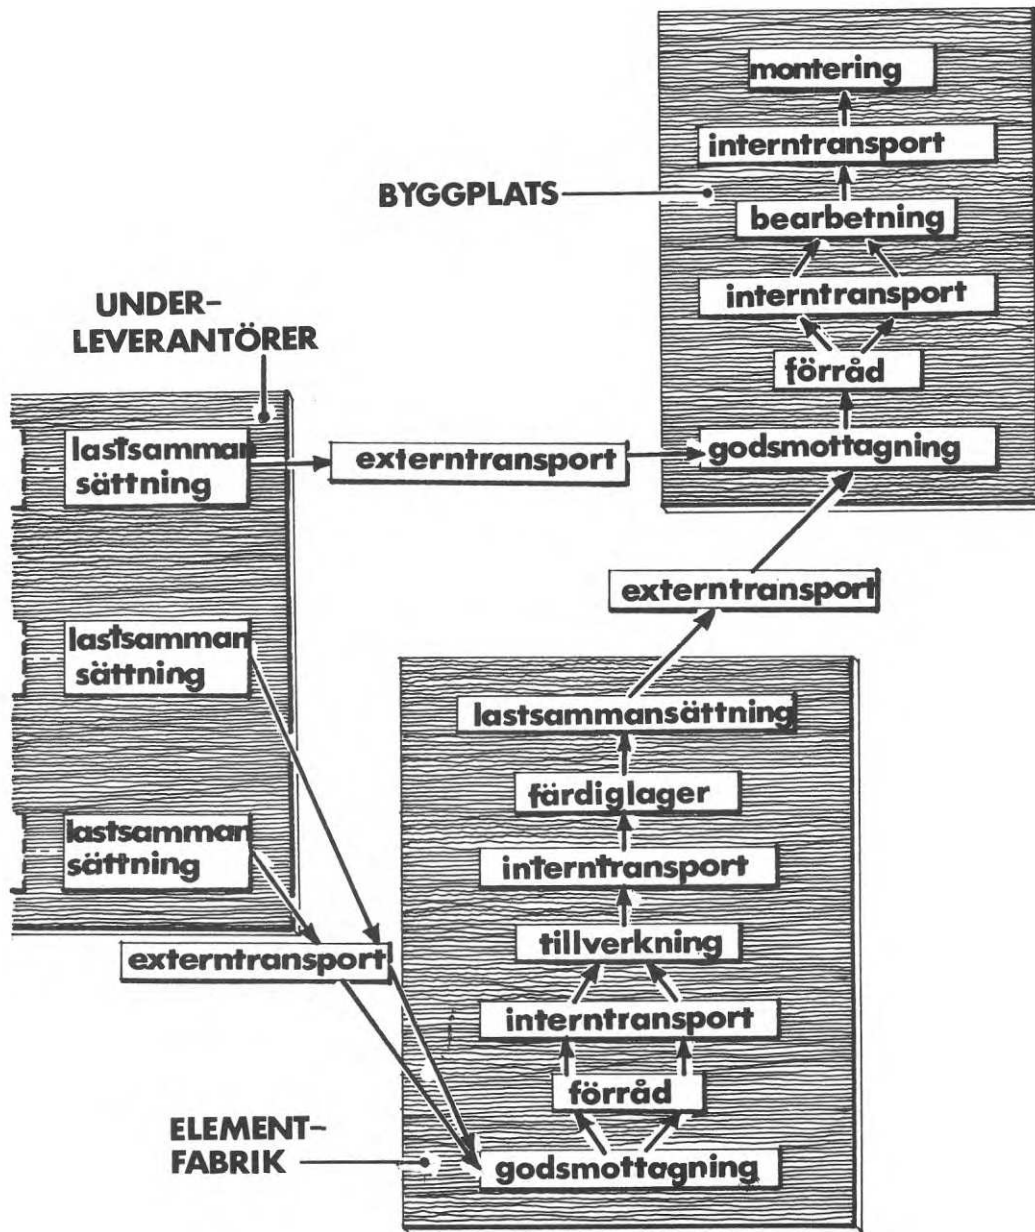 montering
interntransport
BYGGPLATS
bearbetning
interntransport
UNDER-
LEVERANTÖRER
förråd
lastsamman
sättning
externtransport
godsmottagning
externtransport
lastsamman
sättning
lastsammansättning
färdiglager
lastsamman
sättning
interntransport
tillverkning
externtransport
interntransport
förråd
ELEMENT-
FABRIK
godsmottagning